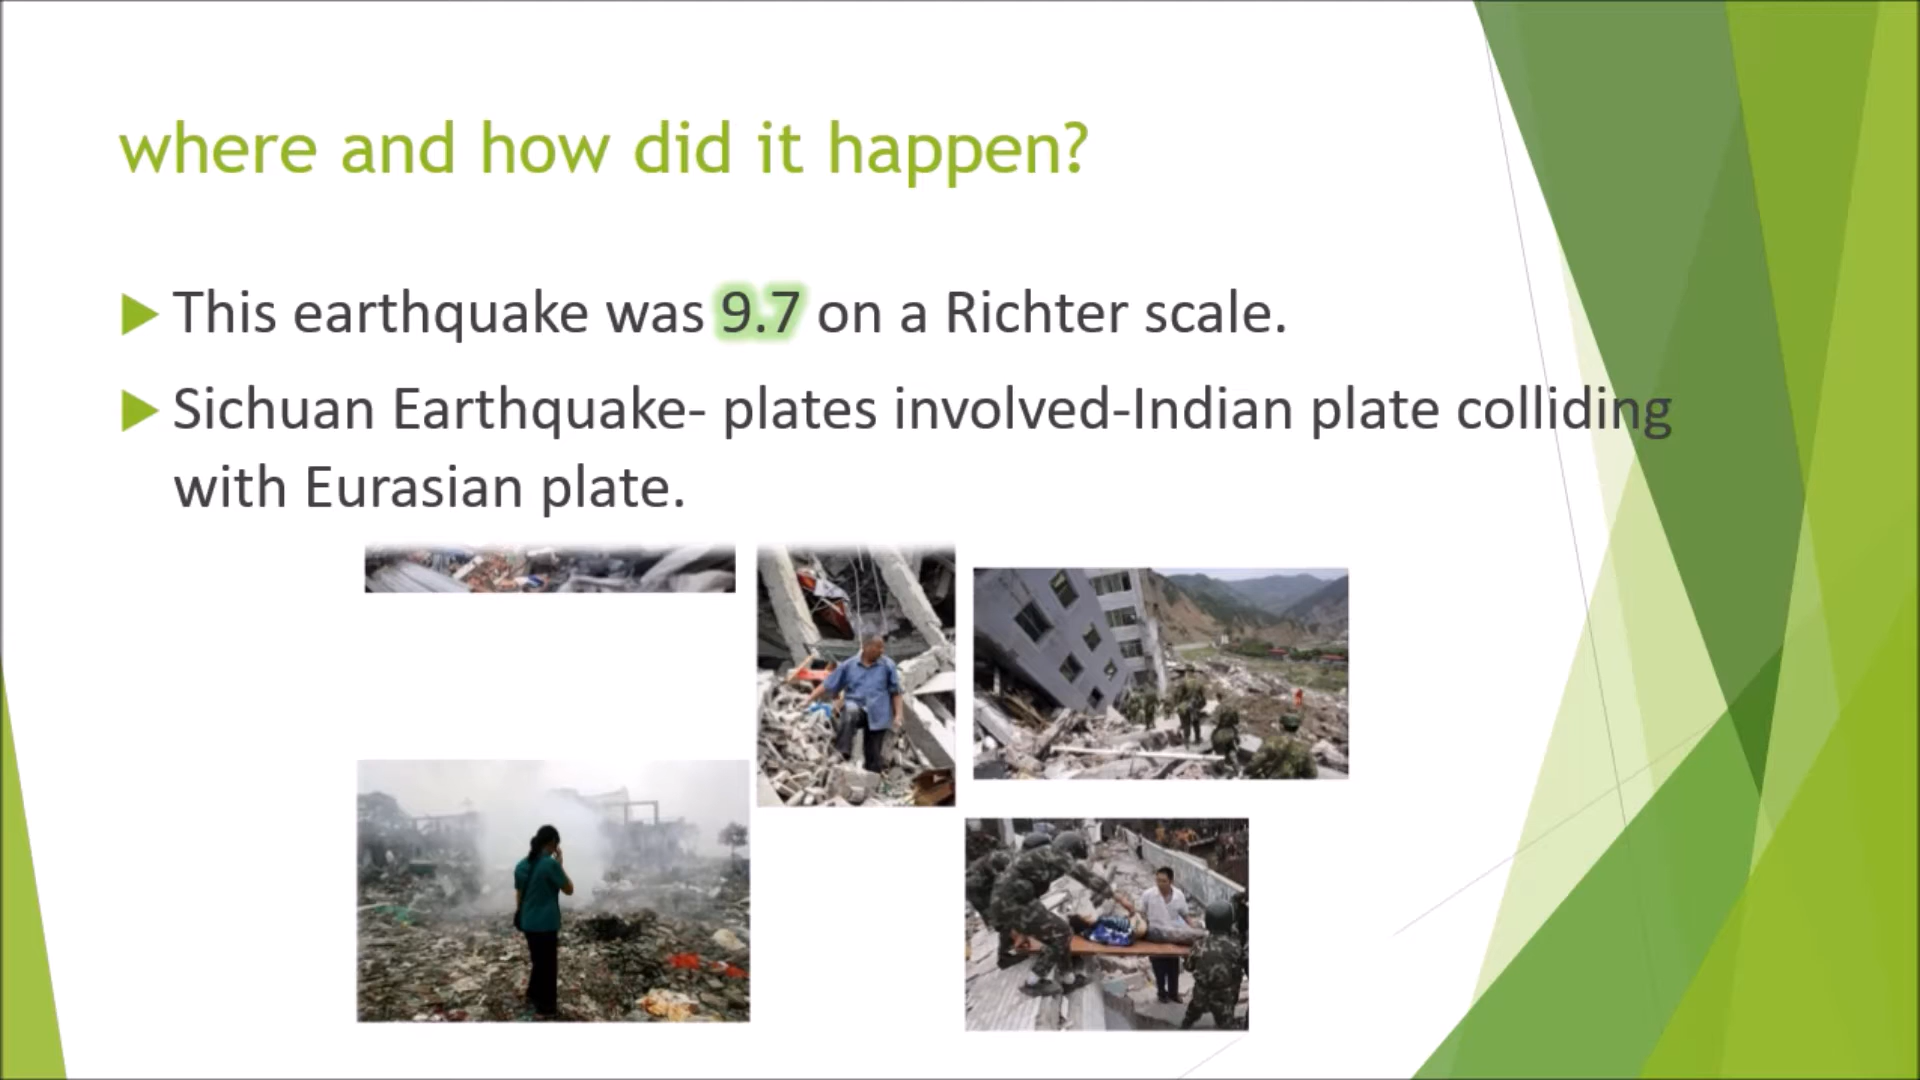 where and how did it happen?
This earthquake was 9.7 on a Richter scale.
Sichuan Earthquake- plates involved-Indian plate colliding
with Eurasian plate.